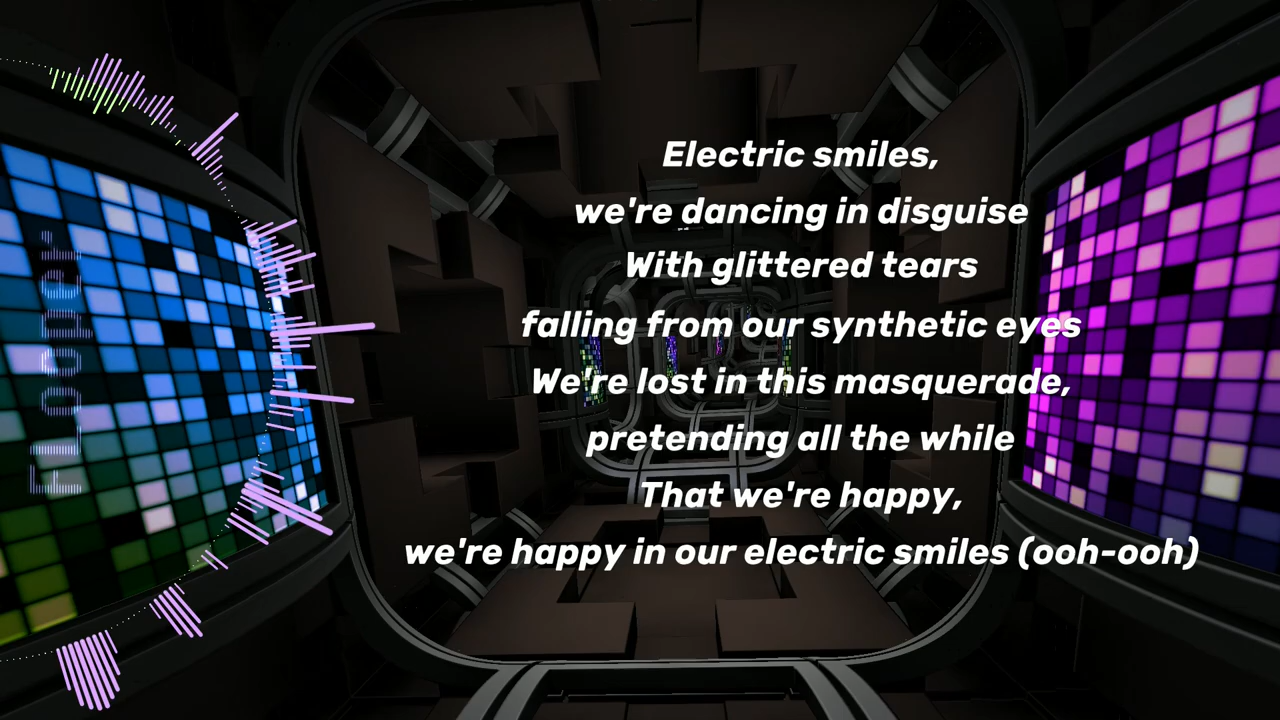 Electric smiles,
we're dancing in disguise
With glittered tears
falling from our synthetic eyes
We're lost in this masquerade,
pretending all the while
That we're happy,
we're happy in our electric smiles (ooh-ooh)
FLooper